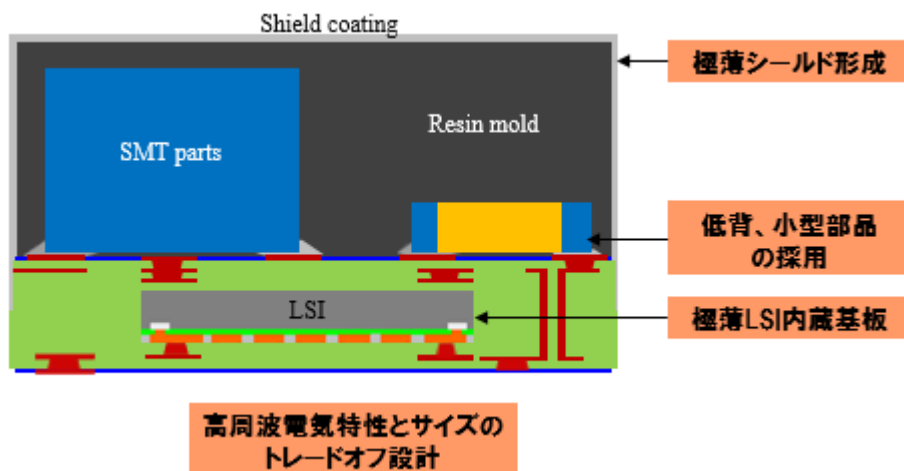 Shield coating
極薄シールド形成
Resin mold
SMT parts
低背、小型部品
の採用
LSI
極薄LSI内蔵基板
高周波電気特性とサイズの
トレードオフ設計